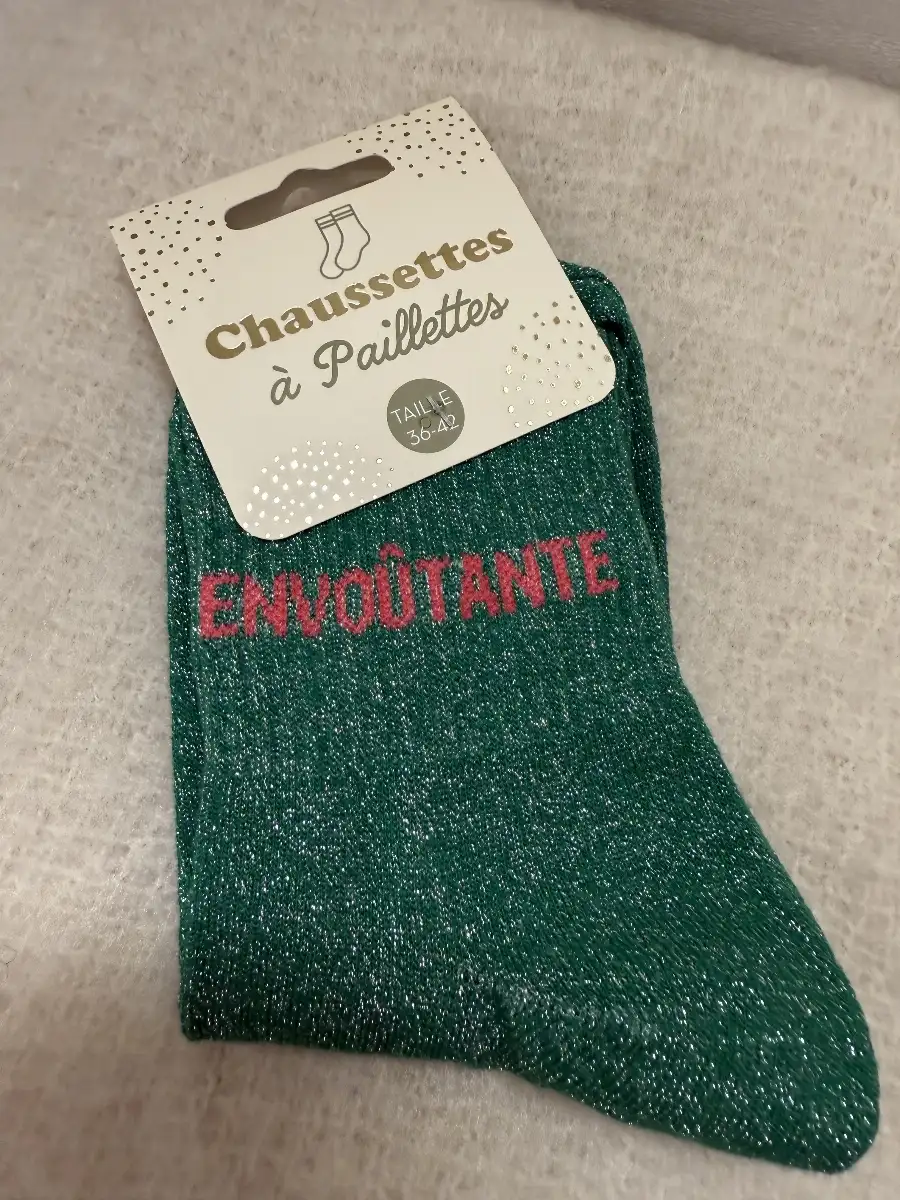 Chaussettes
à Paillettes
TAILLE
36-42
ENVOÛTANTE